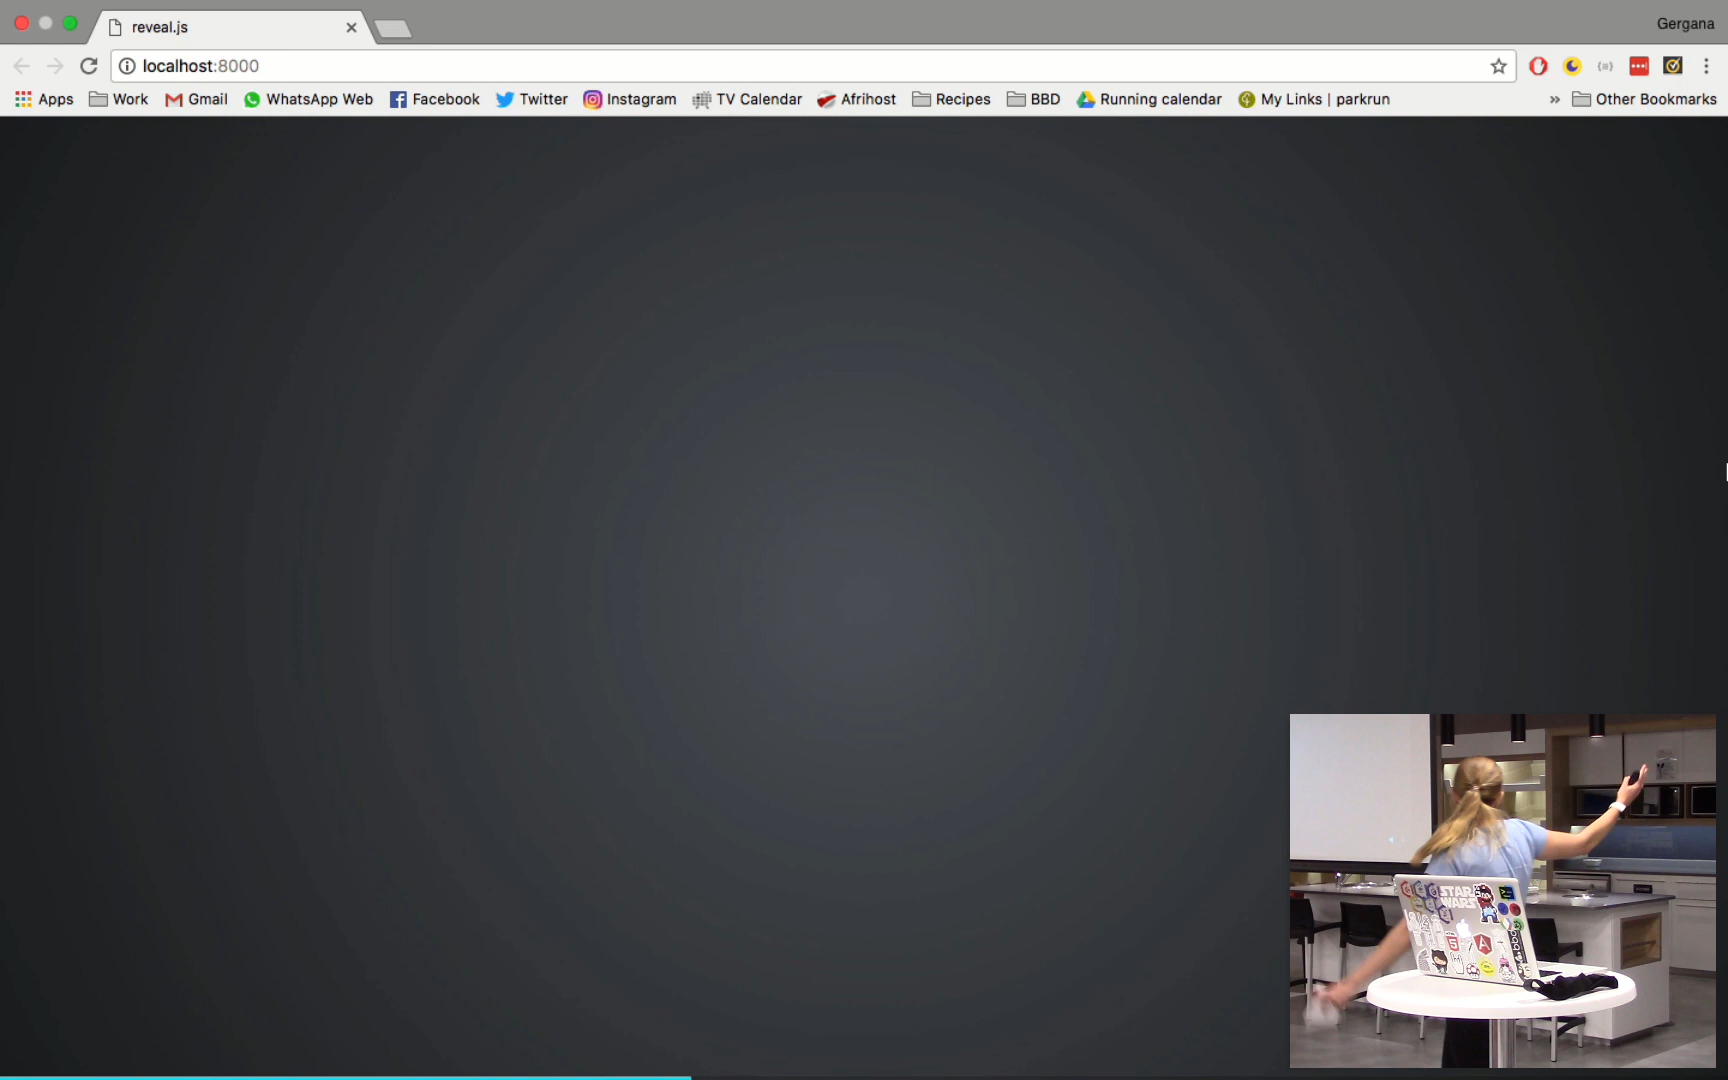 reveal.js
Gergana
localhost:8000
Apps Work Gmail WhatsApp Web Facebook Twitter Instagram TV Calendar Afrihost Recipes BBD Running calendar My Links | parkrun » Other Bookmarks
STAR
WARS